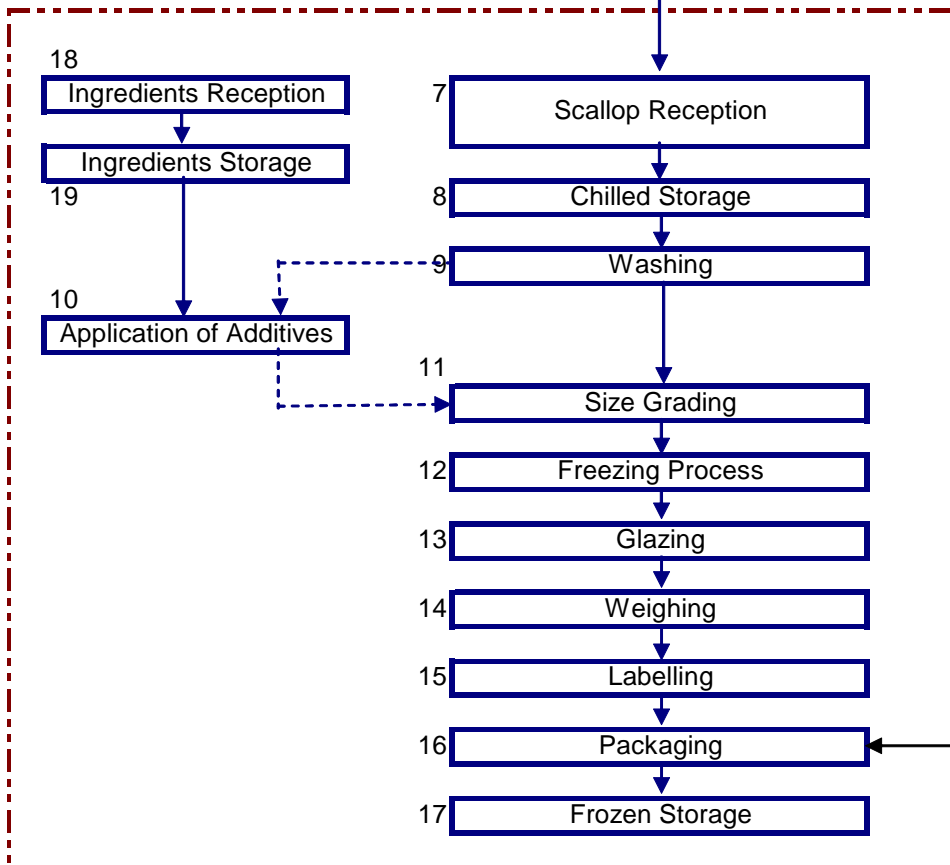 18
Ingredients Reception
Ingredients Storage
19
10
Application of Additives
7
Scallop Reception
8
Chilled Storage
9
Washing
11
Size Grading
12
Freezing Process
13
Glazing
14
Weighing
15
Labelling
16
Packaging
17
Frozen Storage